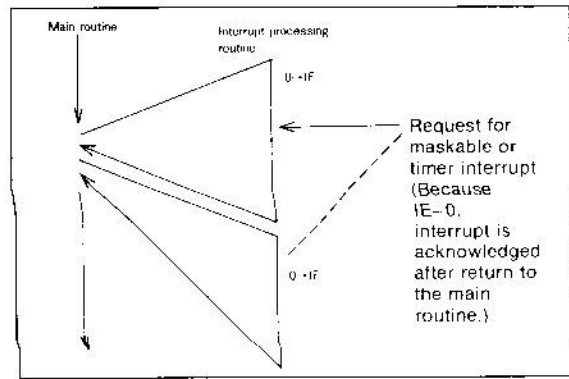 Main routine
Interrupt processing
routine
0→IF
Request for
maskable or
timer interrupt
(Because
IE=0,
interrupt is
acknowledged
after return to
the main
routine.)
0→IF